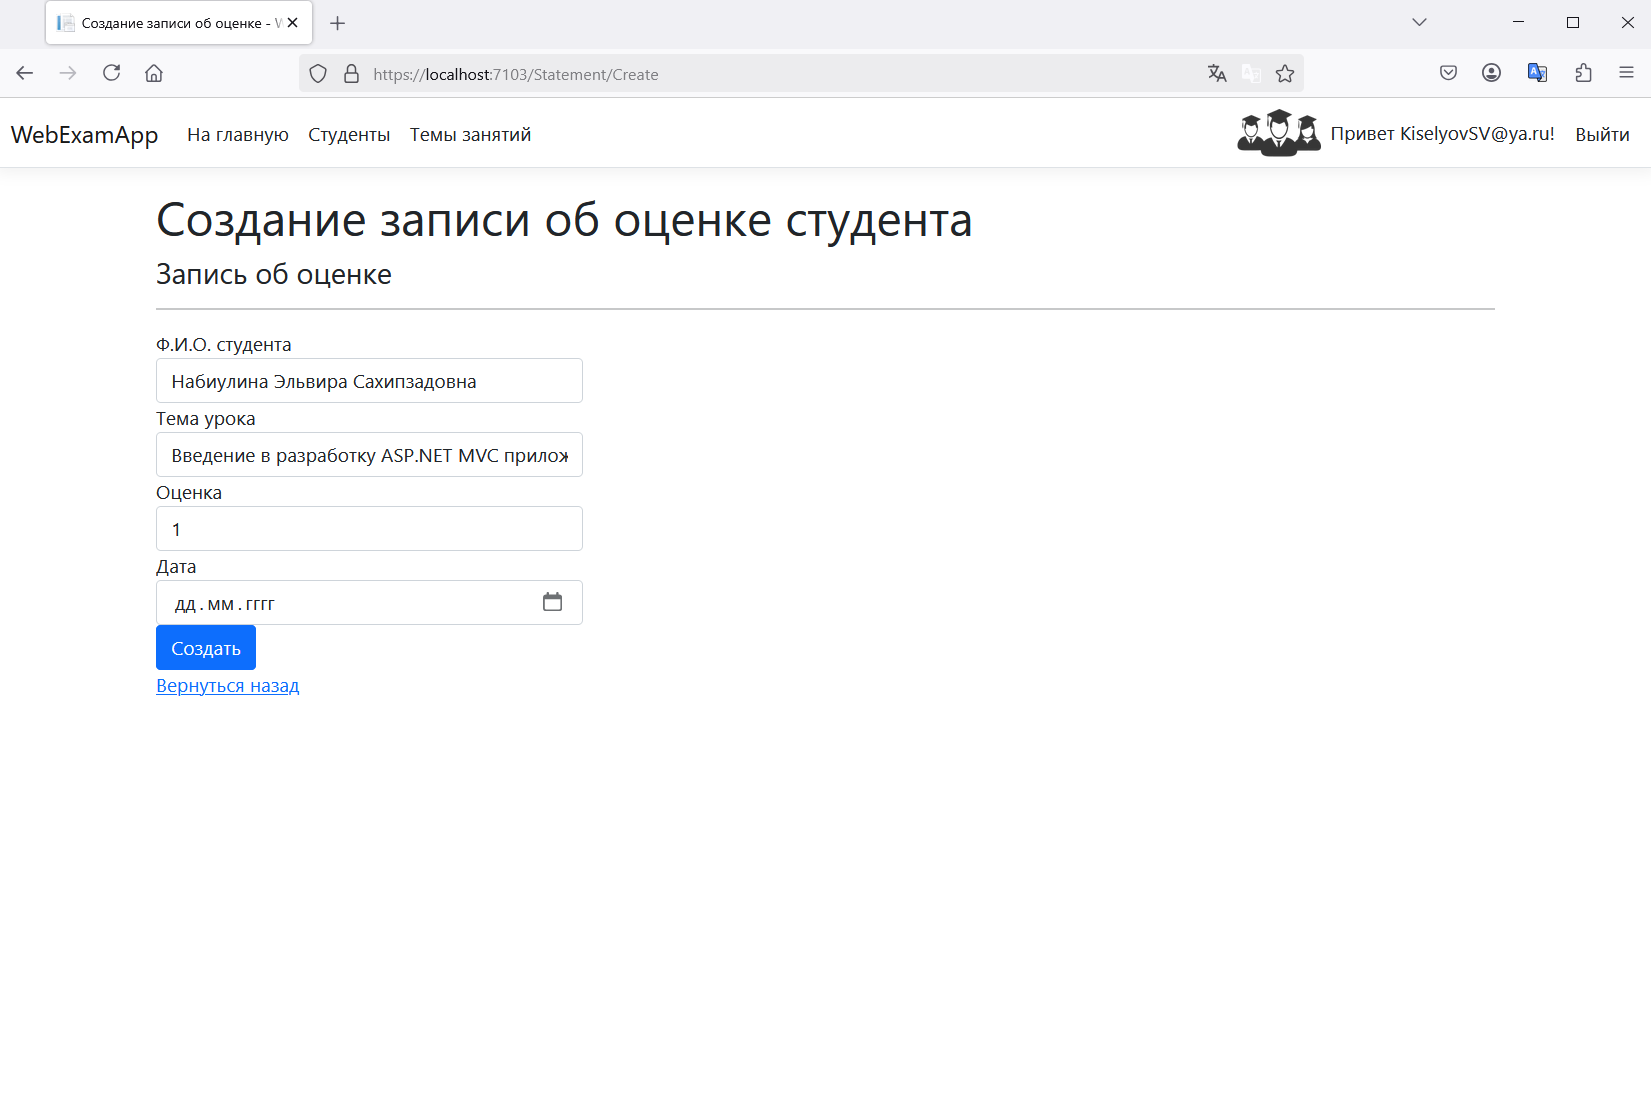 Создание записи об оценке - W
https://localhost:7103/Statement/Create
WebExamApp На главную Студенты Темы занятий Привет KiselyovSV@ya.ru! Выйти
Создание записи об оценке студента
Запись об оценке
Ф.И.О. студента
Набиулина Эльвира Сахипзадовна
Тема урока
Введение в разработку ASP.NET MVC прилож
Оценка
1
Дата
дд.мм.гггг
Создать
Вернуться назад